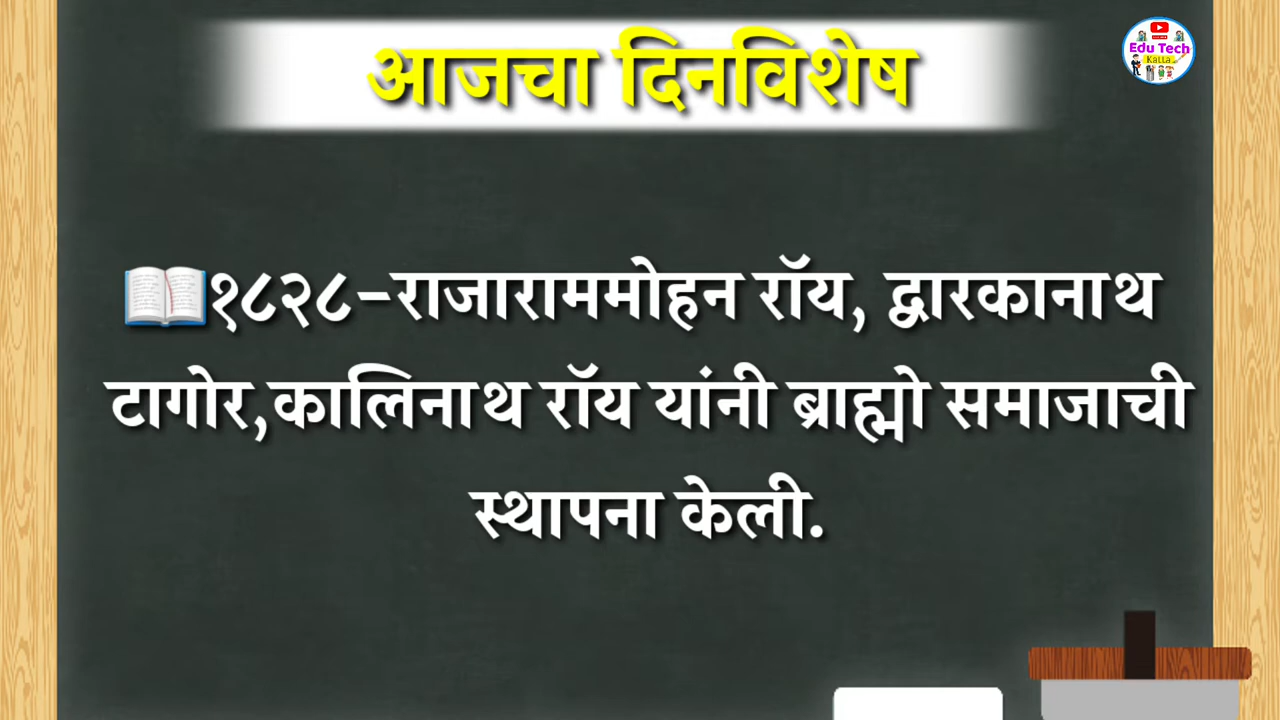 आजचा दिनविशेष
Edu Tech
Katta
📖१८२८-राजाराममोहन रॉय, द्वारकानाथ
टागोर,कालिनाथ रॉय यांनी ब्राह्मो समाजाची
स्थापना केली.